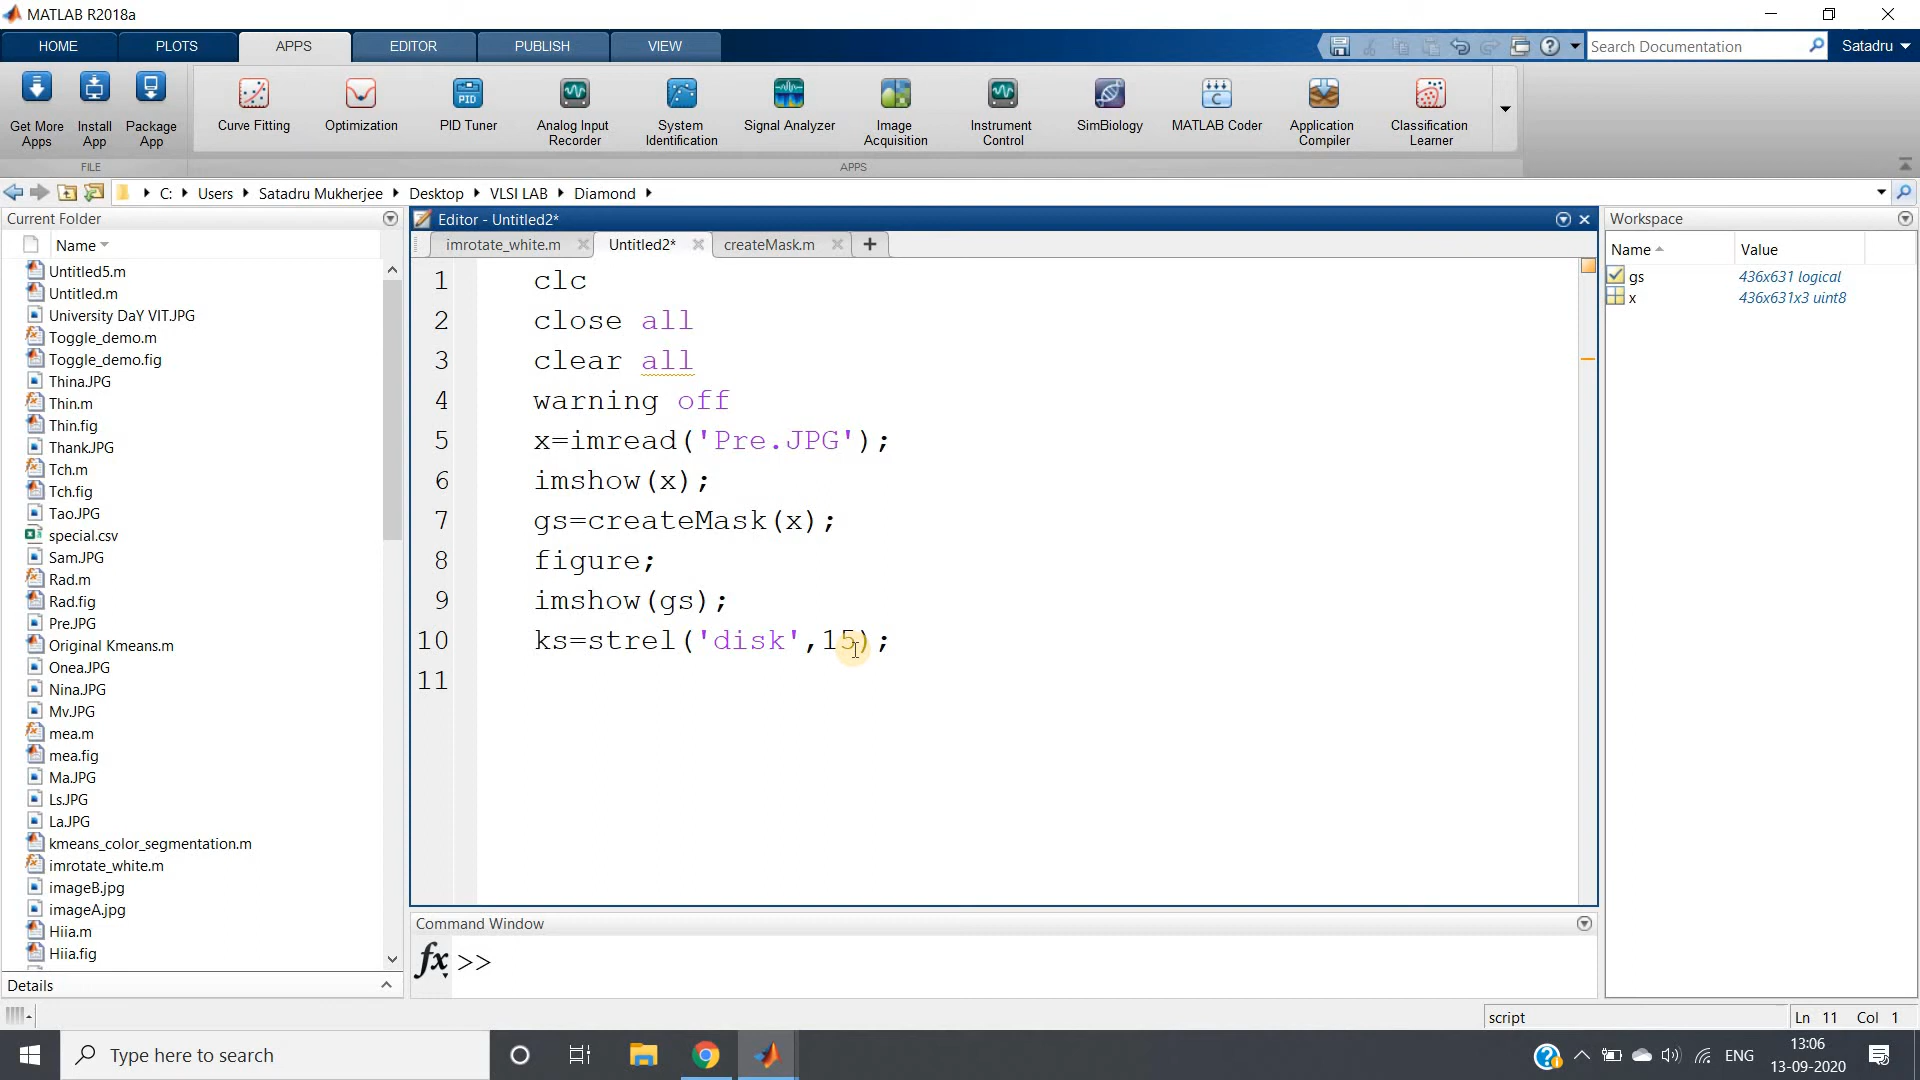 MATLAB R2018a
HOME
PLOTS
APPS
EDITOR
PUBLISH
VIEW
Search Documentation
Satadru
Get More Apps
Install App
Package App
Curve Fitting
Optimization
PID
PID Tuner
Analog Input Recorder
System Identification
Signal Analyzer
Image Acquisition
Instrument Control
SimBiology
C
MATLAB Coder
Application Compiler
Classification Learner
FILE
APPS
C:
Users
Satadru Mukherjee
Desktop
VLSI LAB
Diamond
Current Folder
Name
Untitled5.m
Untitled.m
University DaY VIT.JPG
Toggle_demo.m
Toggle_demo.fig
Thina.JPG
Thin.m
Thin.fig
Thank.JPG
Tch.m
Tch.fig
Tao.JPG
special.csv
Sam.JPG
Rad.m
Rad.fig
Pre.JPG
Original Kmeans.m
Onea.JPG
Nina.JPG
Mv.JPG
mea.m
mea.fig
Ma.JPG
Ls.JPG
La.JPG
kmeans_color_segmentation.m
imrotate_white.m
imageB.jpg
imageA.jpg
Hiia.m
Hiia.fig
Details
Editor - Untitled2*
imrotate_white.m
Untitled2*
createMask.m
1 clc
2 close all
3 clear all
4 warning off
5 x=imread('Pre.JPG');
6 imshow(x);
7 gs=createMask(x);
8 figure;
9 imshow(gs);
10 ks=strel('disk',15);
11
Command Window
fx >>
Workspace
Name Value
gs 436x631 logical
x 436x631x3 uint8
script
Ln 11 Col 1
Type here to search
ENG
13:06
13-09-2020